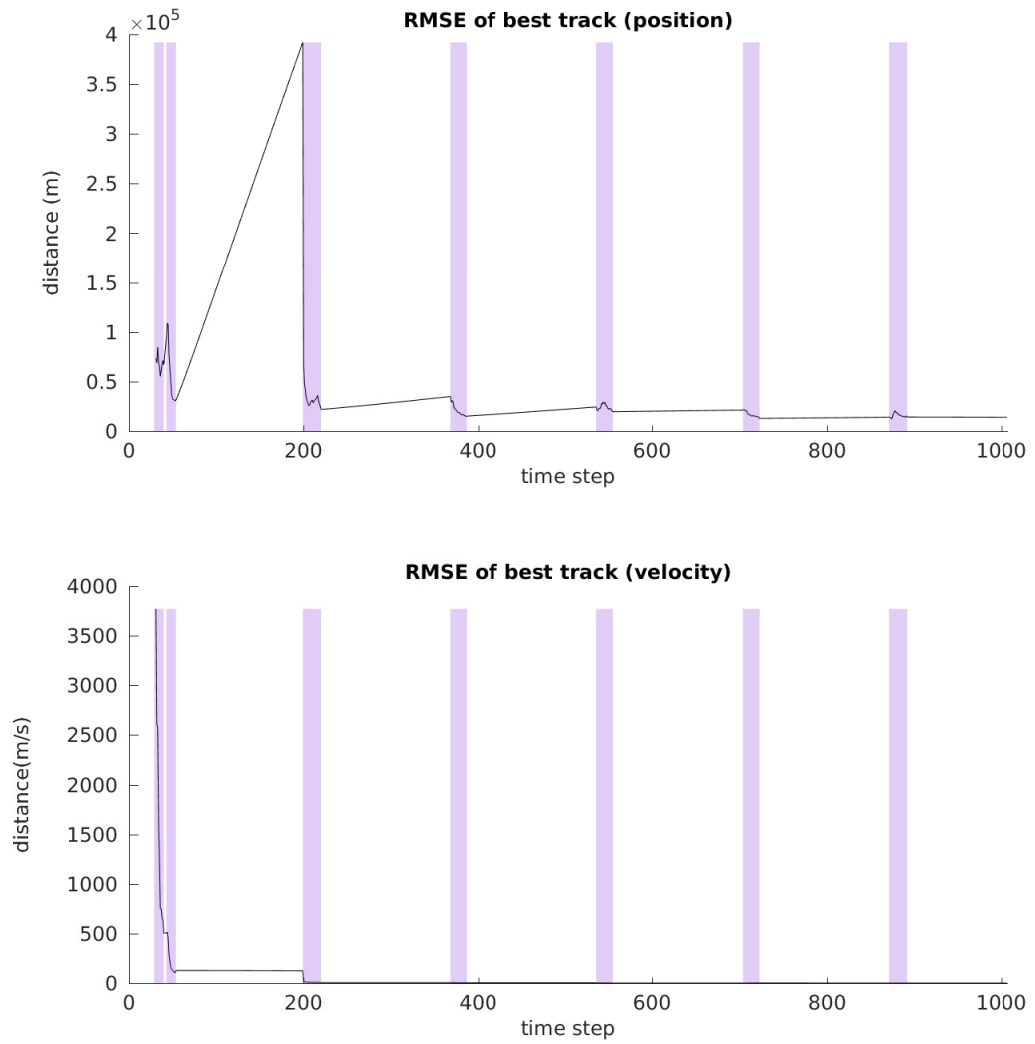 RMSE of best track (position)
×10⁵
4
3.5
3
2.5
2
1.5
1
0.5
0
distance (m)
0 200 400 600 800 1000
time step
RMSE of best track (velocity)
4000
3500
3000
2500
2000
1500
1000
500
0
distance(m/s)
0 200 400 600 800 1000
time step